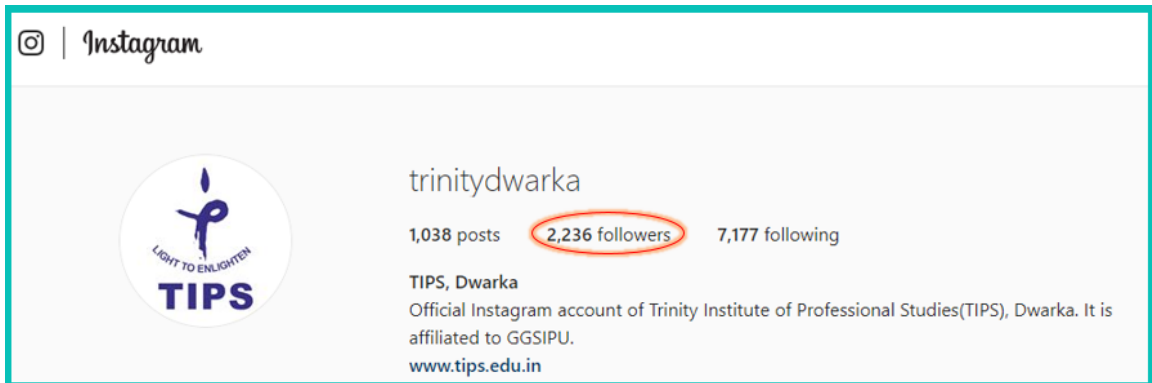 Instagram
trinitydwarka
1,038 posts 2,236 followers 7,177 following
LIGHT TO ENLIGHTEN
TIPS
TIPS, Dwarka
Official Instagram account of Trinity Institute of Professional Studies(TIPS), Dwarka. It is
affiliated to GGSIPU.
www.tips.edu.in